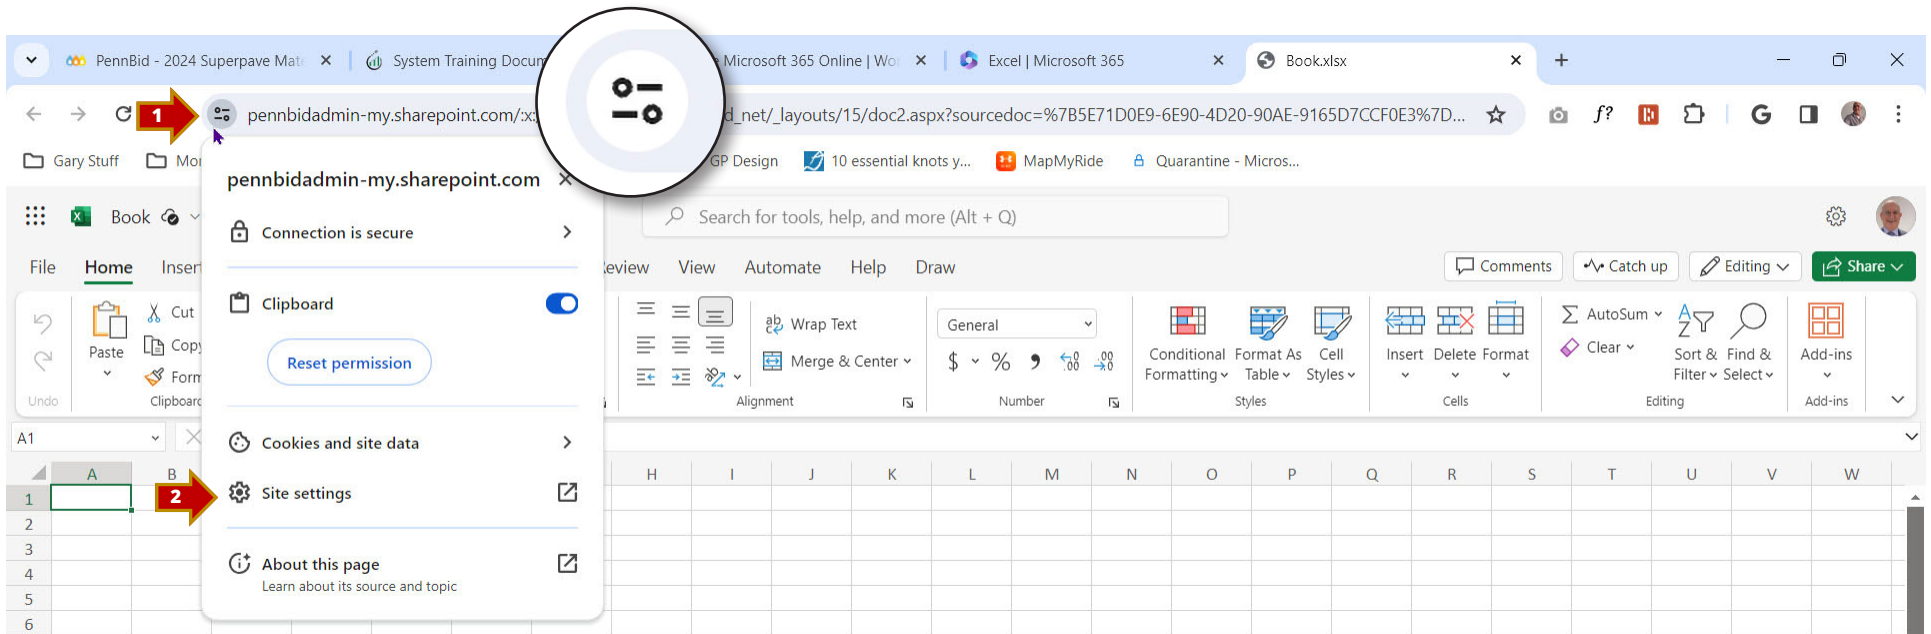 PennBid - 2024 Superpave Mate
System Training Docum
Microsoft 365 Online | Wo
Excel | Microsoft 365
Book.xlsx
1
pennbidadmin-my.sharepoint.com/:x:
d_net/_layouts/15/doc2.aspx?sourcedoc=%7B5E71D0E9-6E90-4D20-90AE-9165D7CCF0E3%7D...
f?
Gary Stuff
Mor
GP Design
10 essential knots y...
MapMyRide
Quarantine - Micros...
pennbidadmin-my.sharepoint.com
Book
Search for tools, help, and more (Alt + Q)
Connection is secure
File
Home
Insert
eview
View
Automate
Help
Draw
Comments
Catch up
Editing
Share
Clipboard
Reset permission
Paste
Cut
Copy
Form
Undo
Clipboard
Wrap Text
Merge & Center
Alignment
General
$
%
Number
Conditional Formatting
Format As Table
Cell Styles
Styles
Insert
Delete
Format
Cells
AutoSum
Clear
Sort & Filter
Find & Select
Editing
Add-ins
Add-ins
A1
Cookies and site data
A B H I J K L M N O P Q R S T U V W
2
Site settings
About this page
Learn about its source and topic
1
2
3
4
5
6